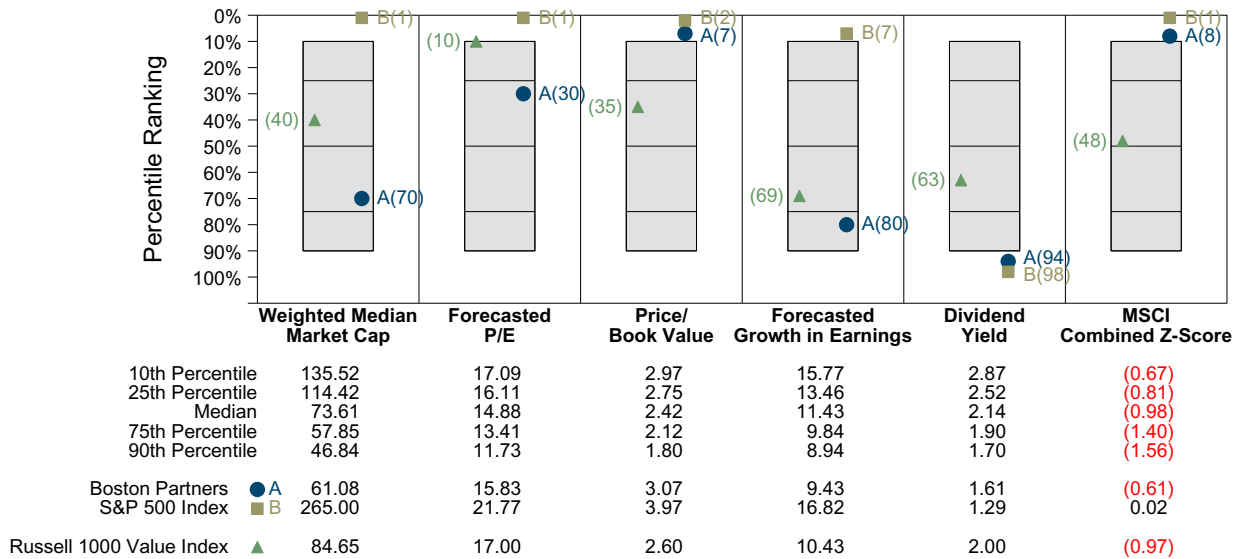 Percentile Ranking
0%
10%
20%
30%
40%
50%
60%
70%
80%
90%
100%
B(1)
(40)
A(70)
B(1)
(10)
A(30)
B(2)
A(7)
(35)
B(7)
(69)
A(80)
(63)
A(94)
B(98)
B(1)
A(8)
(48)
Weighted Median Market Cap
Forecasted P/E
Price/ Book Value
Forecasted Growth in Earnings
Dividend Yield
MSCI Combined Z-Score
10th Percentile 135.52 17.09 2.97 15.77 2.87 (0.67)
25th Percentile 114.42 16.11 2.75 13.46 2.52 (0.81)
Median 73.61 14.88 2.42 11.43 2.14 (0.98)
75th Percentile 57.85 13.41 2.12 9.84 1.90 (1.40)
90th Percentile 46.84 11.73 1.80 8.94 1.70 (1.56)
Boston Partners A 61.08 15.83 3.07 9.43 1.61 (0.61)
S&P 500 Index B 265.00 21.77 3.97 16.82 1.29 0.02
Russell 1000 Value Index 84.65 17.00 2.60 10.43 2.00 (0.97)